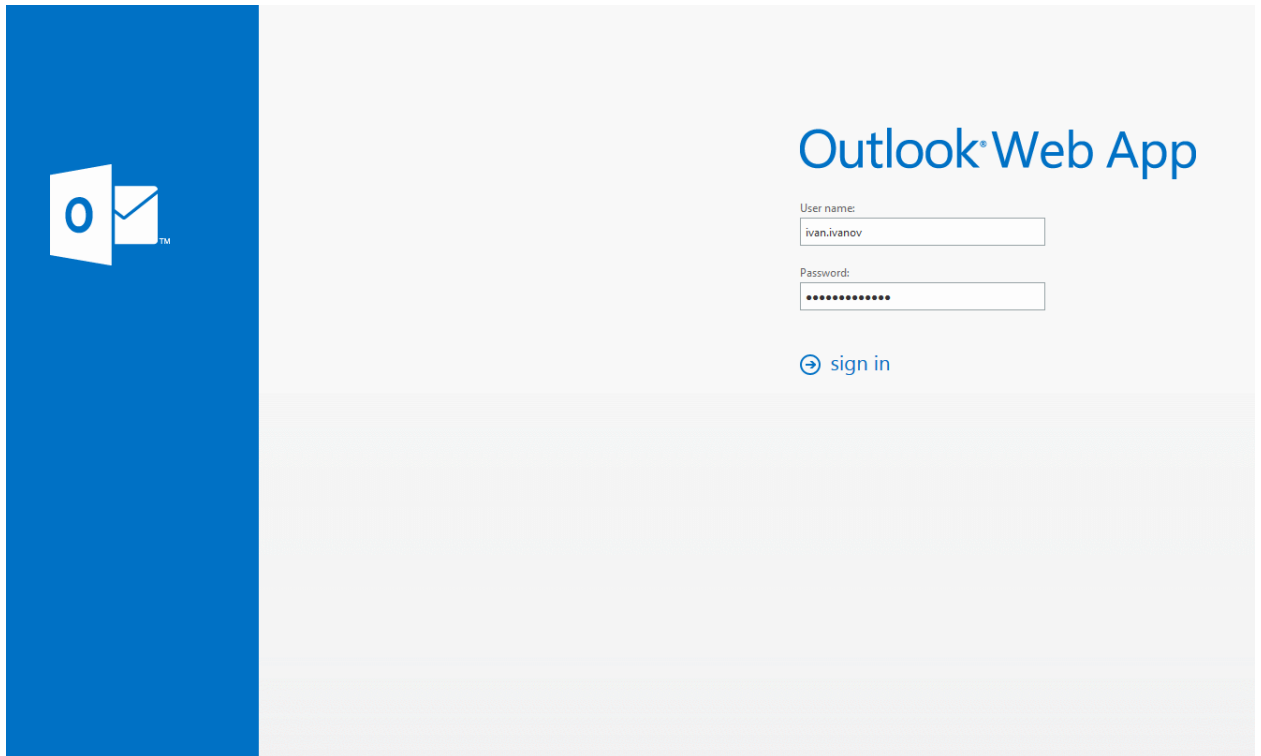 Outlook® Web App
User name:
ivan.ivanov
Password:
•••••••••••••
sign in
O
TM